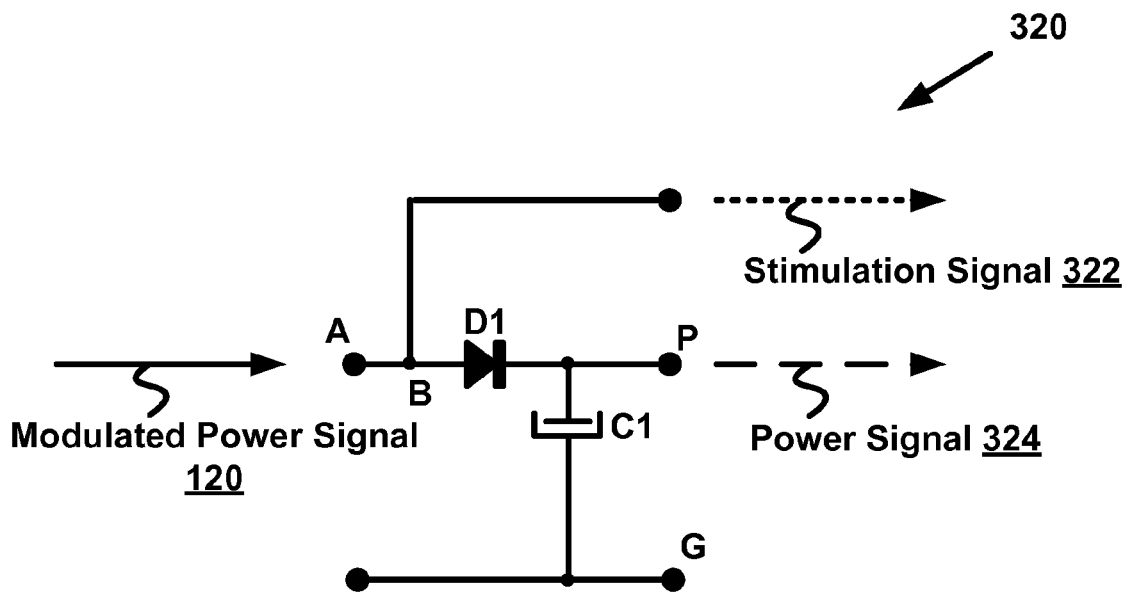 320
Stimulation Signal 322
A
D1
P
B
Modulated Power Signal
120
C1
Power Signal 324
G